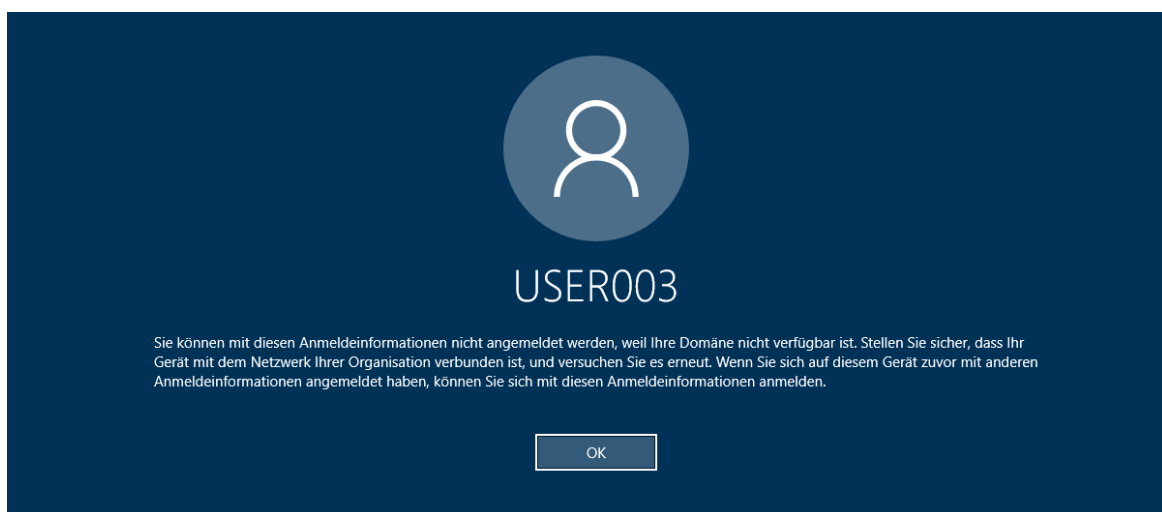 USER003
Sie können mit diesen Anmeldeinformationen nicht angemeldet werden, weil Ihre Domäne nicht verfügbar ist. Stellen Sie sicher, dass Ihr
Gerät mit dem Netzwerk Ihrer Organisation verbunden ist, und versuchen Sie es erneut. Wenn Sie sich auf diesem Gerät zuvor mit anderen
Anmeldeinformationen angemeldet haben, können Sie sich mit diesen Anmeldeinformationen anmelden.
OK